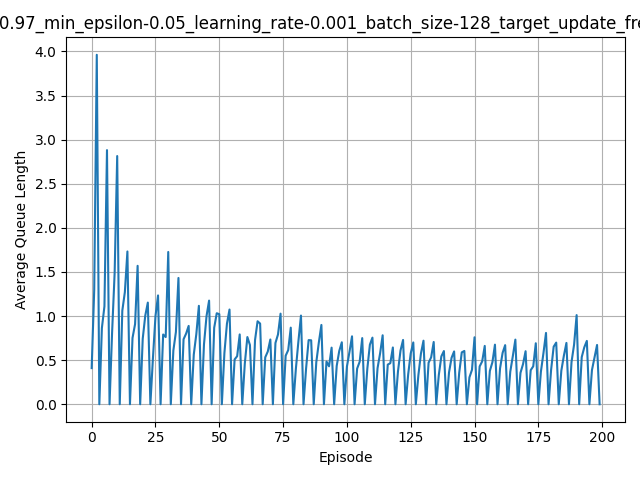 0.97_min_epsilon-0.05_learning_rate-0.001_batch_size-128_target_update_fre
4.0
3.5
3.0
2.5
2.0
1.5
1.0
0.5
0.0
Average Queue Length
0 25 50 75 100 125 150 175 200
Episode